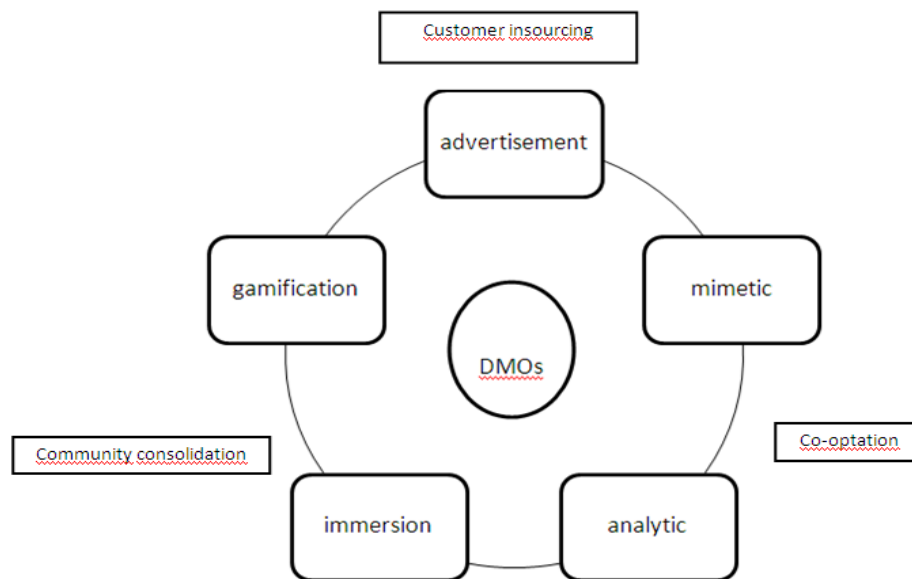 Customer insourcing
advertisement
gamification
mimetic
DMOs
Community consolidation
Co-optation
immersion
analytic